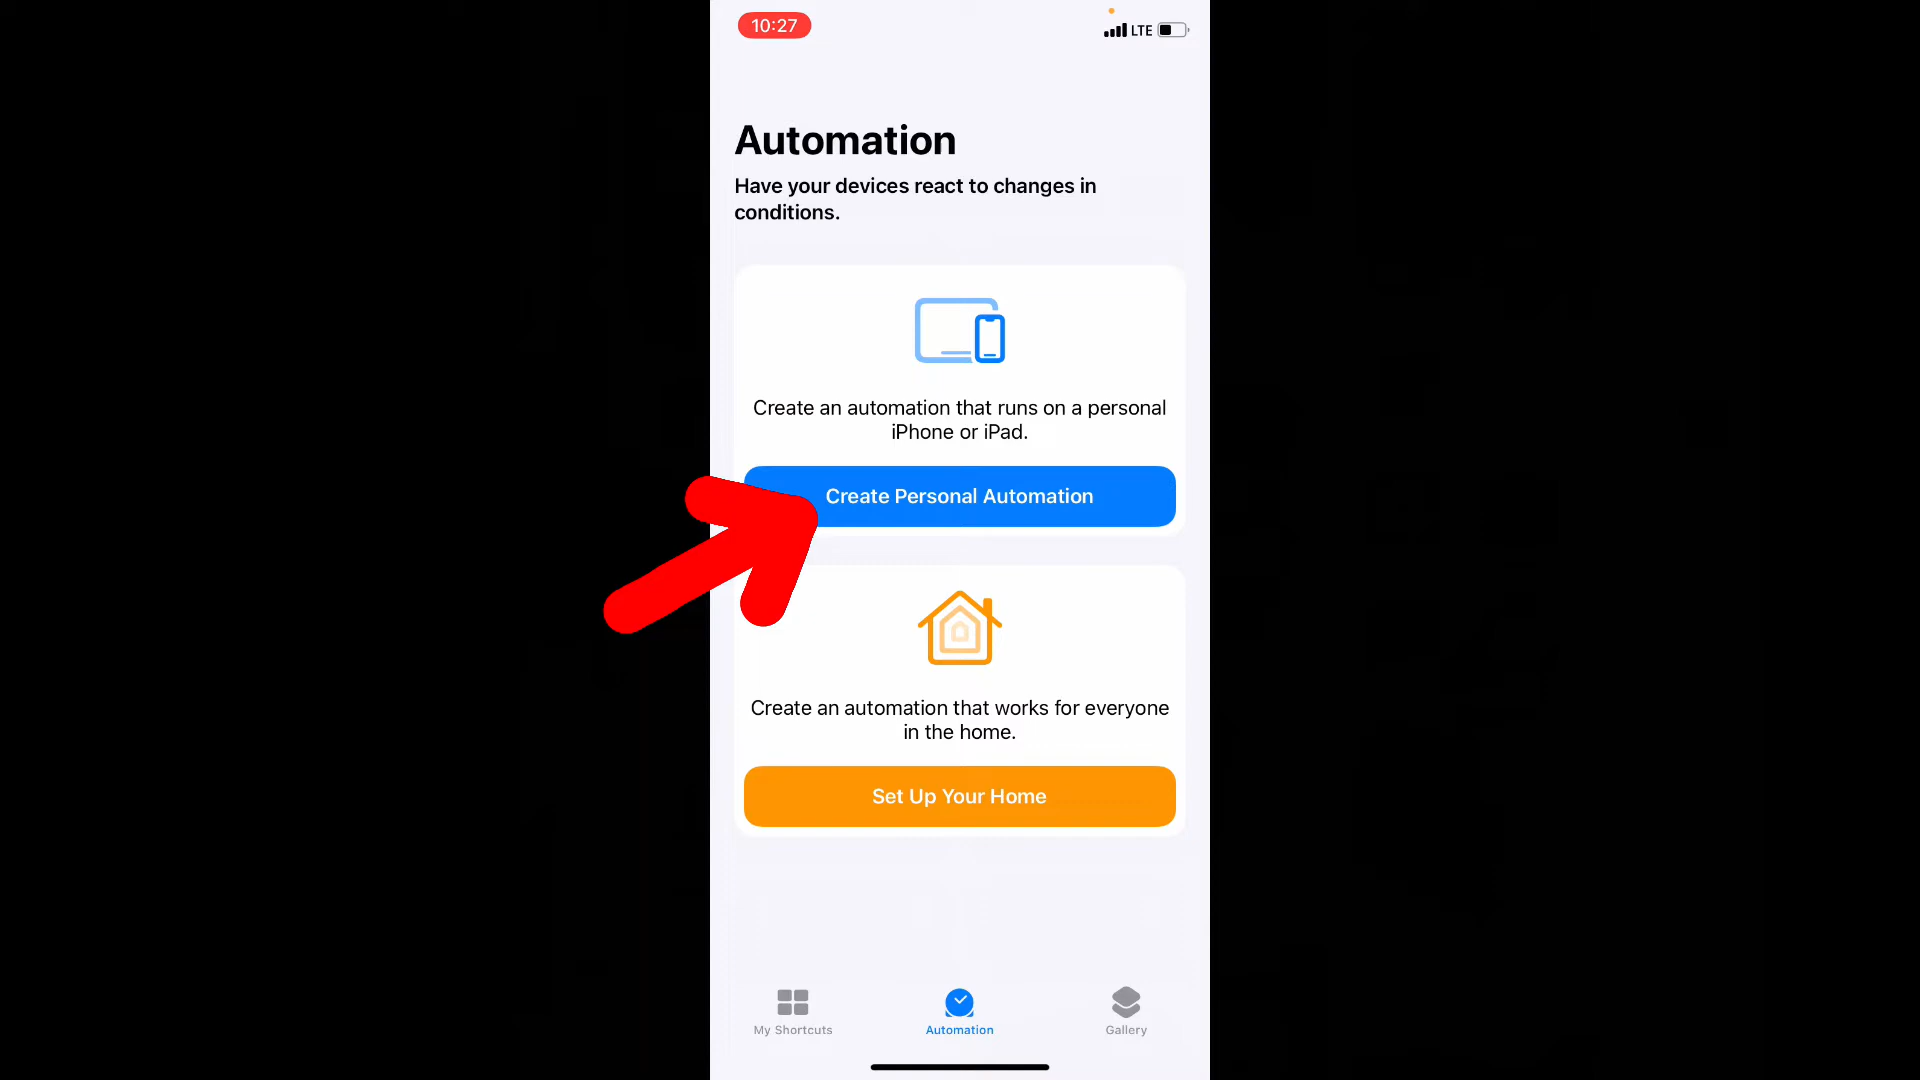 10:27
LTE
Automation
Have your devices react to changes in
conditions.
Create an automation that runs on a personal
iPhone or iPad.
Create Personal Automation
Create an automation that works for everyone
in the home.
Set Up Your Home
My Shortcuts
Automation
Gallery